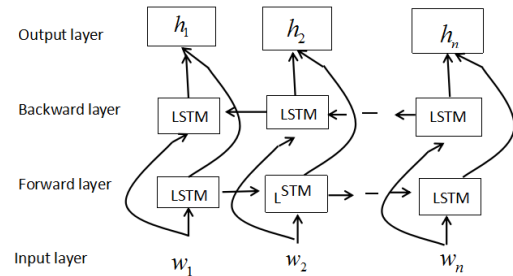 Output layer h₁ h₂ hₙ
Backward layer LSTM LSTM – LSTM
Forward layer LSTM LSTM – LSTM
Input layer w₁ w₂ wₙ